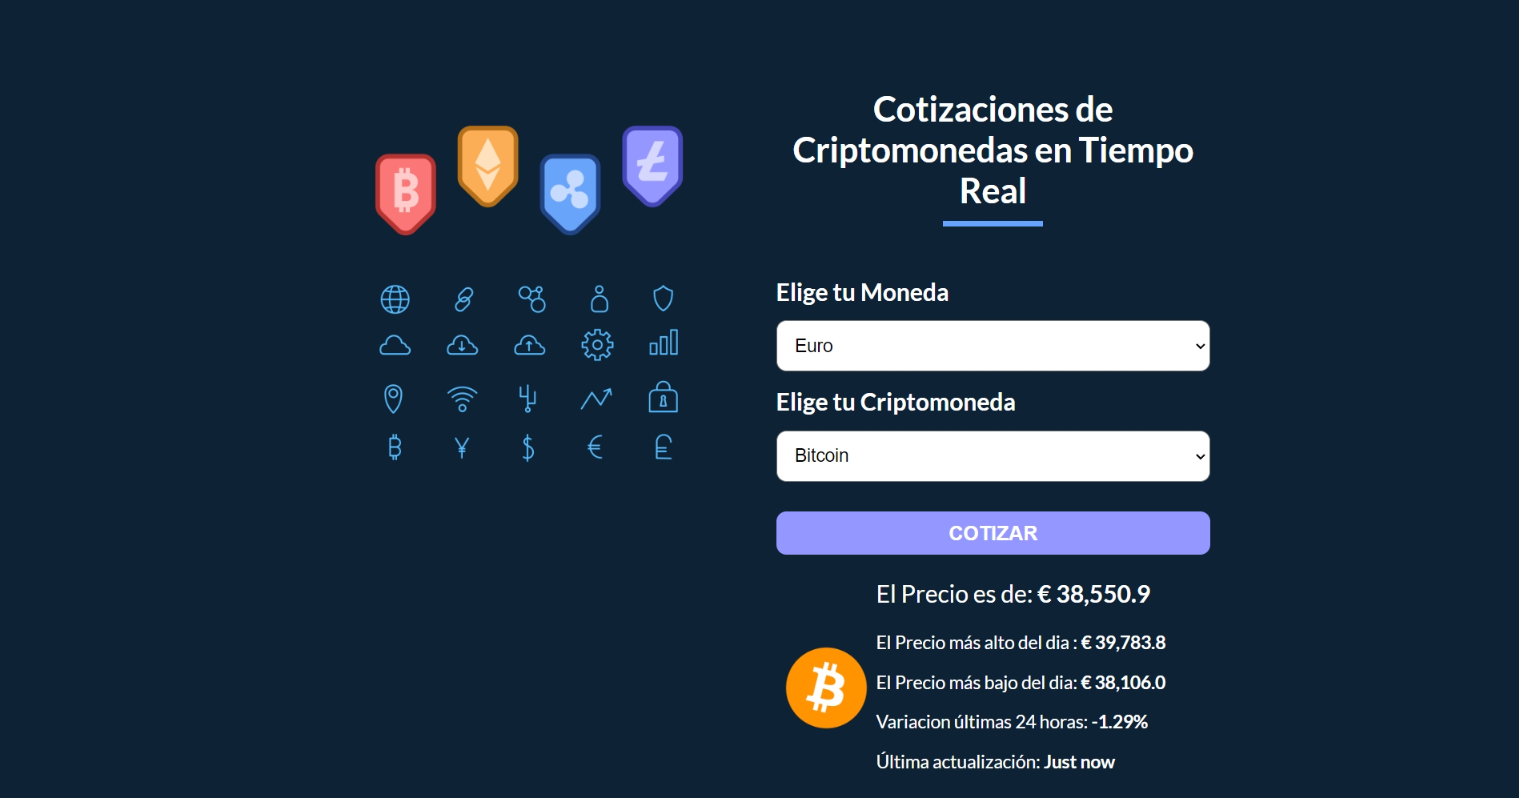 Cotizaciones de
Criptomonedas en Tiempo
Real
Elige tu Moneda
Euro
Elige tu Criptomoneda
Bitcoin
COTIZAR
El Precio es de: € 38,550.9
El Precio más alto del dia : € 39,783.8
El Precio más bajo del dia: € 38,106.0
Variacion últimas 24 horas: -1.29%
Última actualización: Just now